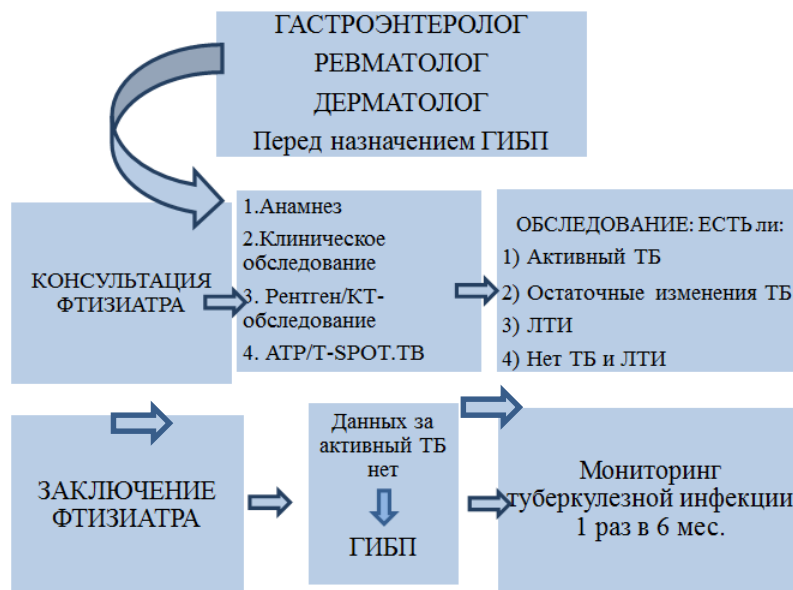 ГАСТРОЭНТЕРОЛОГ
РЕВМАТОЛОГ
ДЕРМАТОЛОГ
Перед назначением ГИБП
КОНСУЛЬТАЦИЯ
ФТИЗИАТРА
1.Анамнез
2.Клиническое
обследование
3. Рентген/КТ-
обследование
4. АТР/T-SPOT.TB
ОБСЛЕДОВАНИЕ: ЕСТЬ ли:
1) Активный ТБ
2) Остаточные изменения ТБ
3) ЛТИ
4) Нет ТБ и ЛТИ
ЗАКЛЮЧЕНИЕ
ФТИЗИАТРА
Данных за
активный ТБ
нет
ГИБП
Мониторинг
туберкулезной инфекции
1 раз в 6 мес.